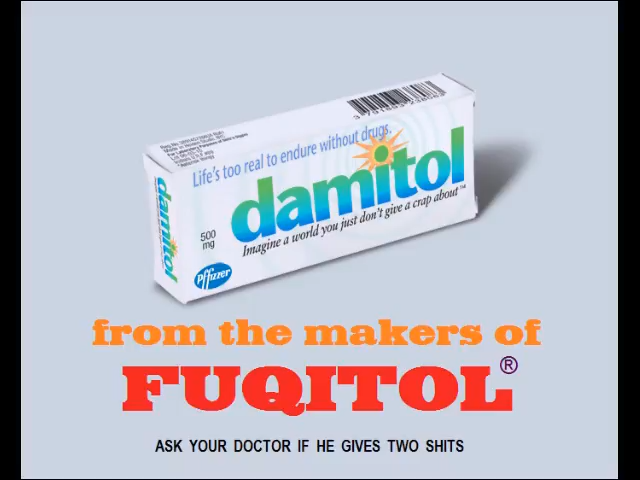 Life's too real to endure without drugs.
damitol
500
mg
Imagine a world you just don't give a crap about™
Pfizer
damitol
from the makers of
FUQITOL®
ASK YOUR DOCTOR IF HE GIVES TWO SHITS